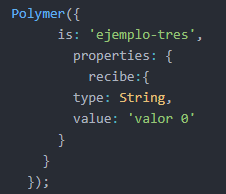 Polymer({
is: 'ejemplo-tres',
properties: {
recibe:{
type: String,
value: 'valor 0'
}
}
});